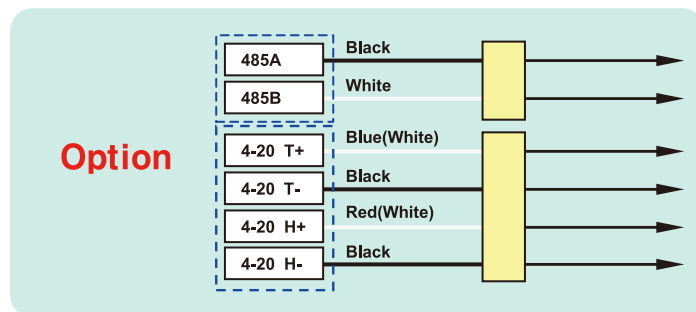 485A
Black
485B
White
Option
4-20 T+
Blue(White)
4-20 T-
Black
4-20 H+
Red(White)
4-20 H-
Black